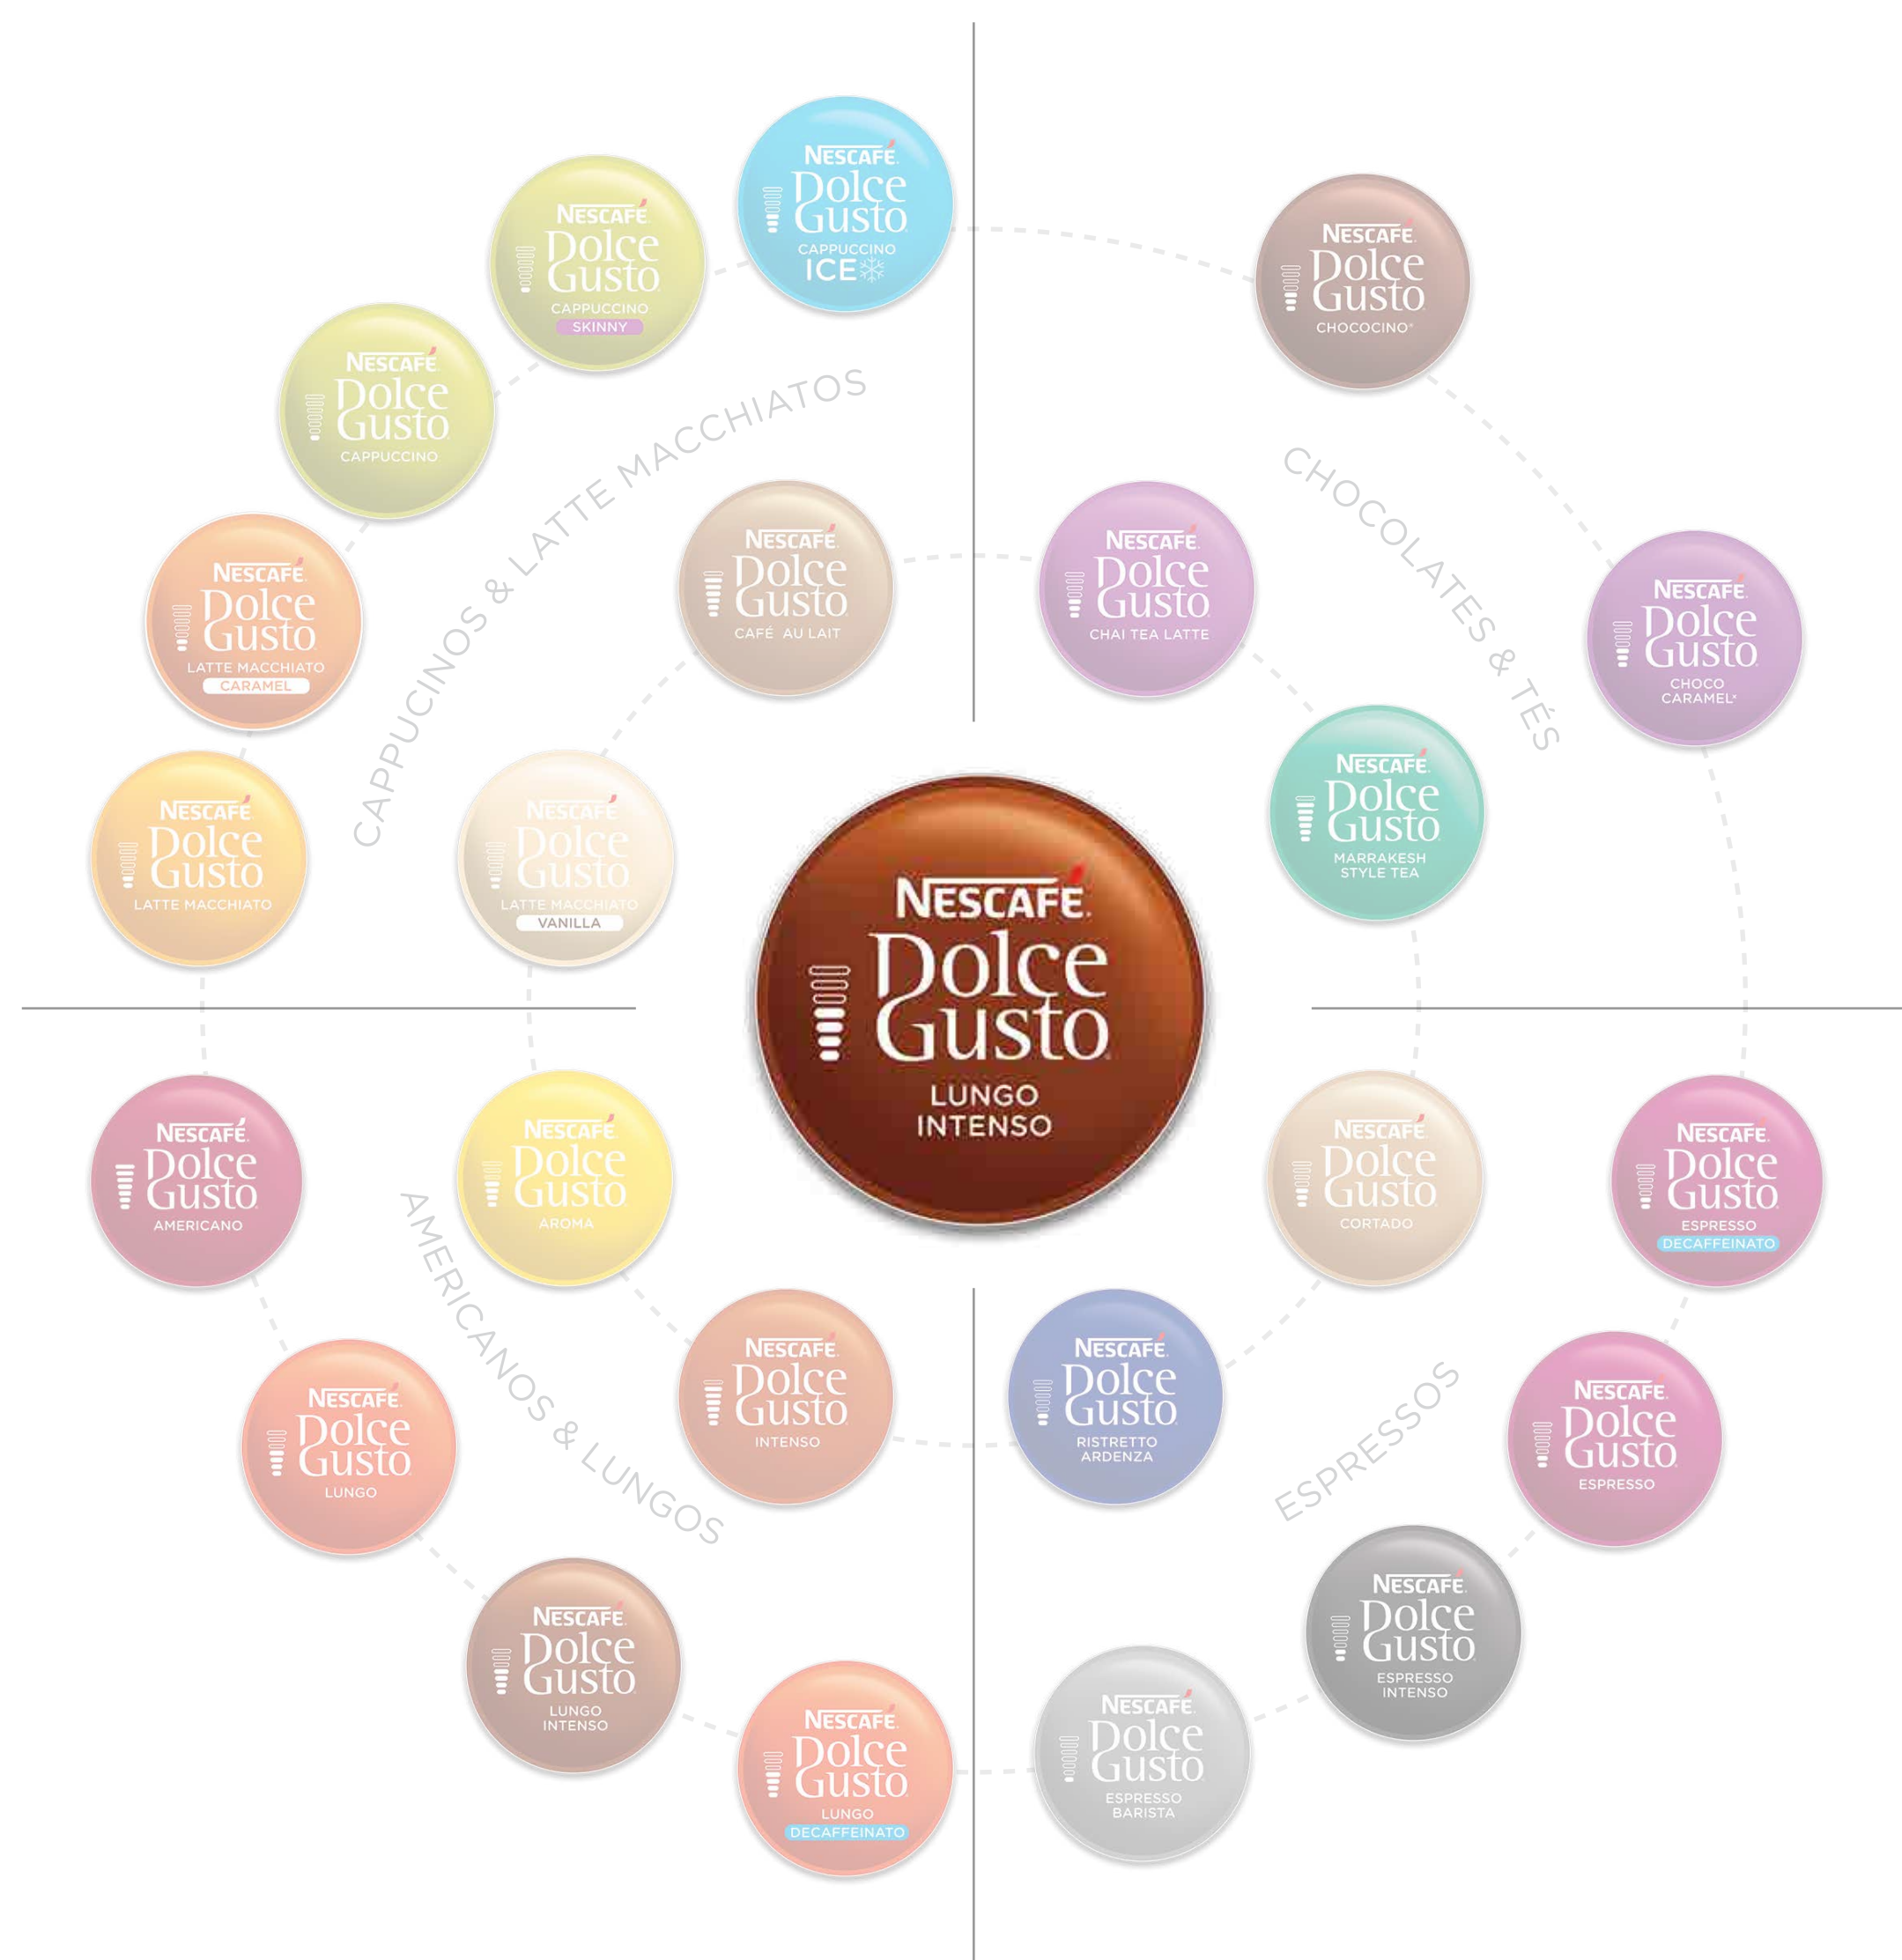 NESCAFÉ.
Dolce
Gusto
CAPPUCCINO
ICE
NESCAFÉ.
Dolce
Gusto
CAPPUCCINO
SKINNY
NESCAFÉ.
Dolce
Gusto
CAPPUCCINO
NESCAFÉ.
Dolce
Gusto
LATTE MACCHIATO
CARAMEL
NESCAFÉ.
Dolce
Gusto
LATTE MACCHIATO
CAPPUCINOS & LATTE MACCHIATOS
NESCAFÉ.
Dolce
Gusto
CAFÉ AU LAIT
NESCAFÉ.
Dolce
Gusto
LATTE MACCHIATO
VANILLA
NESCAFÉ.
Dolce
Gusto
CHOCOCINO®
NESCAFÉ.
Dolce
Gusto
CHOCO
CARAMEL*
CHOCOLATES & TÉS
NESCAFÉ.
Dolce
Gusto
CHAI TEA LATTE
NESCAFÉ.
Dolce
Gusto
MARRAKESH
STYLE TEA
NESCAFÉ.
Dolce
Gusto
LUNGO
INTENSO
NESCAFÉ.
Dolce
Gusto
AMERICANO
NESCAFÉ.
Dolce
Gusto
AROMA
AMERICANOS & LUNGOS
NESCAFÉ.
Dolce
Gusto
INTENSO
NESCAFÉ.
Dolce
Gusto
LUNGO
NESCAFÉ.
Dolce
Gusto
LUNGO
INTENSO
NESCAFÉ.
Dolce
Gusto
LUNGO
DECAFFEINATO
NESCAFÉ.
Dolce
Gusto
CORTADO
NESCAFÉ.
Dolce
Gusto
ESPRESSO
DECAFFEINATO
NESCAFÉ.
Dolce
Gusto
RISTRETTO
ARDENZA
ESPRESSOS
NESCAFÉ.
Dolce
Gusto
ESPRESSO
NESCAFÉ.
Dolce
Gusto
ESPRESSO
INTENSO
NESCAFÉ.
Dolce
Gusto
ESPRESSO
BARISTA